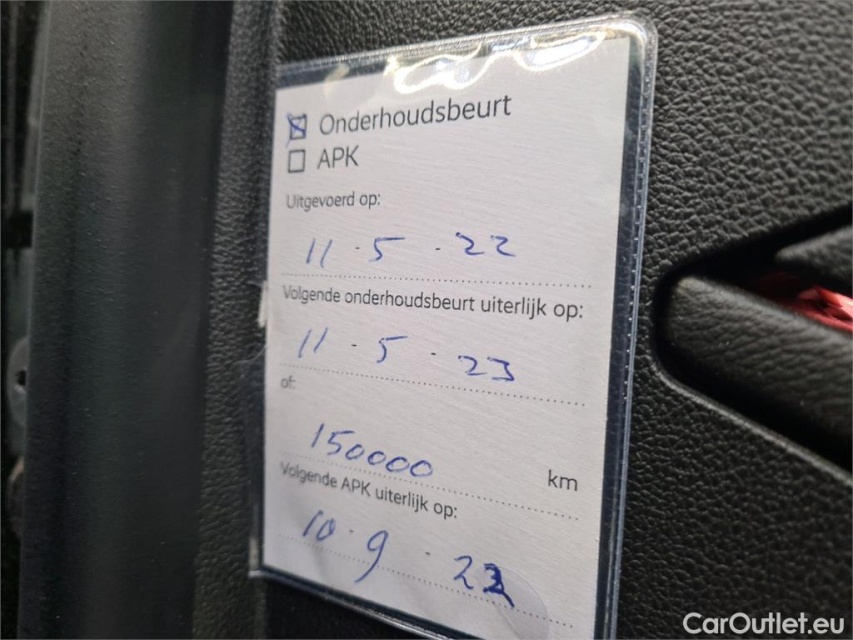 ☒ Onderhoudsbeurt
☐ APK
Uitgevoerd op:
11 - 5 - 22
Volgende onderhoudsbeurt uiterlijk op:
11 - 5 - 23
of:
150000 km
Volgende APK uiterlijk op:
10 - 9 -
CarOutlet.eu